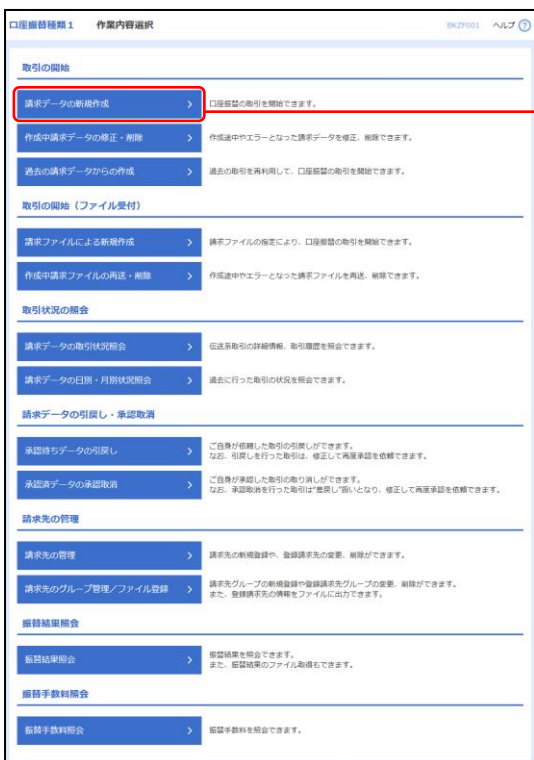 口座振替種類1 作業内容選択 BKZF001 ヘルプ ?
取引の開始
請求データの新規作成 口座振替の取引を開始できます。
作成中請求データの修正・削除 作成途中やエラーとなった請求データを修正、削除できます。
過去の請求データからの作成 過去の取引を再利用して、口座振替の取引を開始できます。
取引の開始（ファイル受付）
請求ファイルによる新規作成 請求ファイルの指定により、口座振替の取引を開始できます。
作成中請求ファイルの再送・削除 作成途中やエラーとなった請求ファイルを再送、削除できます。
取引状況の照会
請求データの取引状況照会 伝送系取引の詳細情報、取引履歴を照会できます。
請求データの日別・月別状況照会 過去に行った取引の状況を照会できます。
請求データの引戻し・承認取消
承認待ちデータの引戻し ご自身が依頼した取引の引戻しができます。
なお、引戻しを行った取引は、修正して再度承認を依頼できます。
承認済データの承認取消 ご自身が承認した取引の取り消しができます。
なお、承認取消を行った取引は"差戻し"扱いとなり、修正して再度承認を依頼できます。
請求先の管理
請求先の管理 請求先の新規登録や、登録請求先の変更、削除ができます。
請求先のグループ管理／ファイル登録 請求先グループの新規登録や登録請求先グループの変更、削除ができます。
また、登録請求先の情報をファイルに出力できます。
振替結果照会
振替結果照会 振替結果を照会できます。
また、振替結果のファイル取得もできます。
振替手数料照会
振替手数料照会 振替手数料を照会できます。